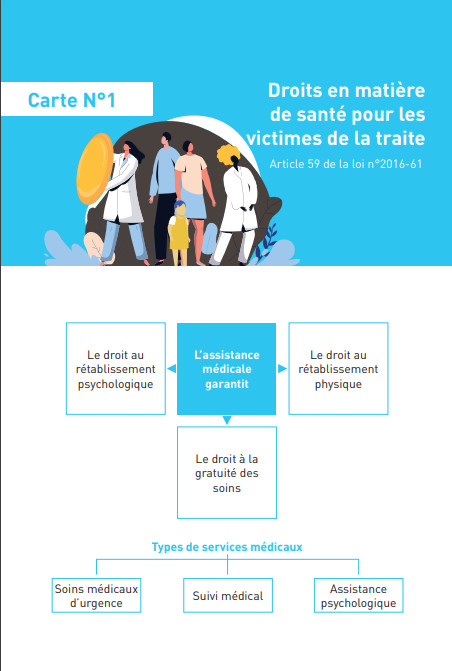 Carte N°1
Droits en matière
de santé pour les
victimes de la traite
Article 59 de la loi n°2016-61
Le droit au
rétablissement
psychologique
L'assistance
médicale
garantit
Le droit au
rétablissement
physique
Le droit à la
gratuité des
soins
Types de services médicaux
Soins médicaux
d'urgence
Suivi médical
Assistance
psychologique